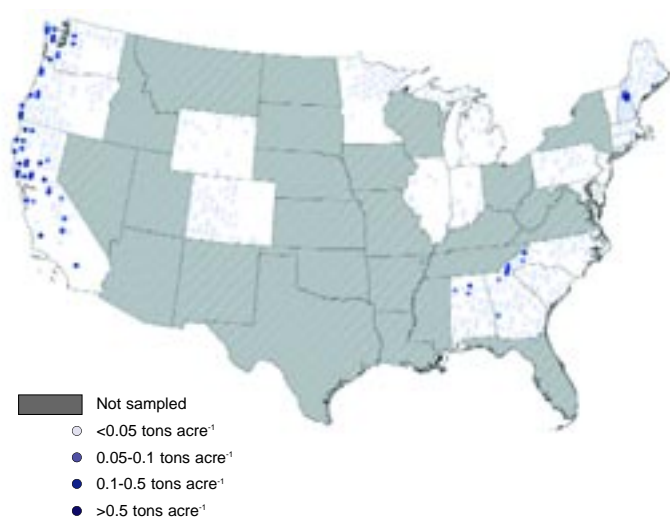 Not sampled
<0.05 tons acre⁻¹
0.05-0.1 tons acre⁻¹
0.1-0.5 tons acre⁻¹
>0.5 tons acre⁻¹